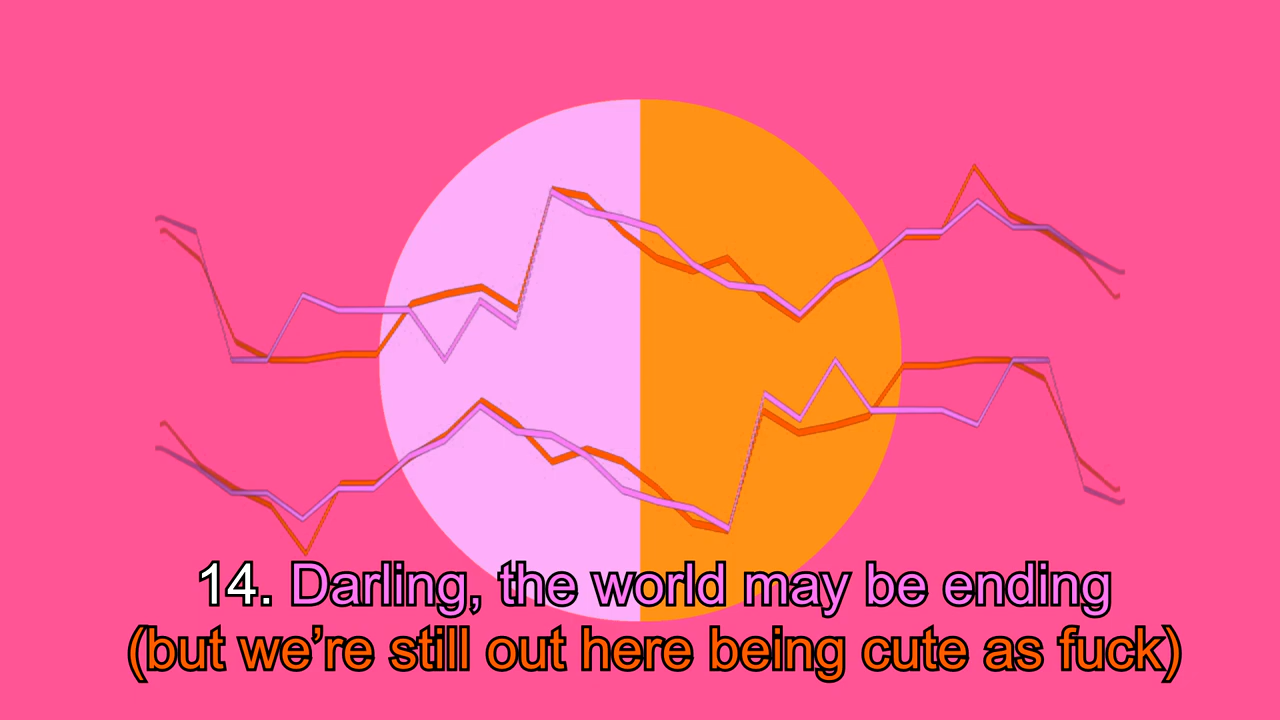 14. Darling, the world may be ending
(but we’re still out here being cute as fuck)